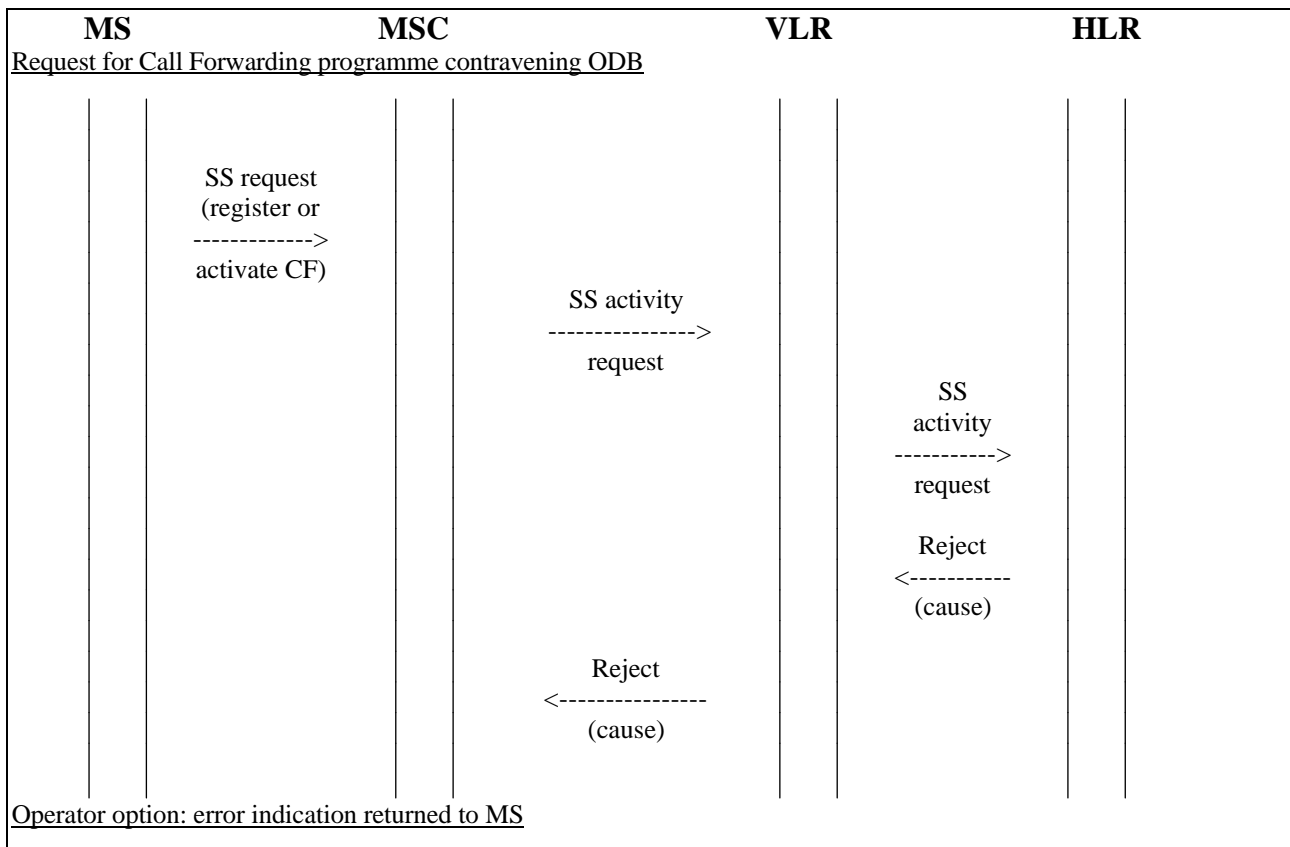 MS MSC VLR HLR
Request for Call Forwarding programme contravening ODB
SS request
(register or
------------->
activate CF)
SS activity
---------------->
request
SS
activity
----------->
request
Reject
<-----------
(cause)
Reject
<----------------
(cause)
Operator option: error indication returned to MS